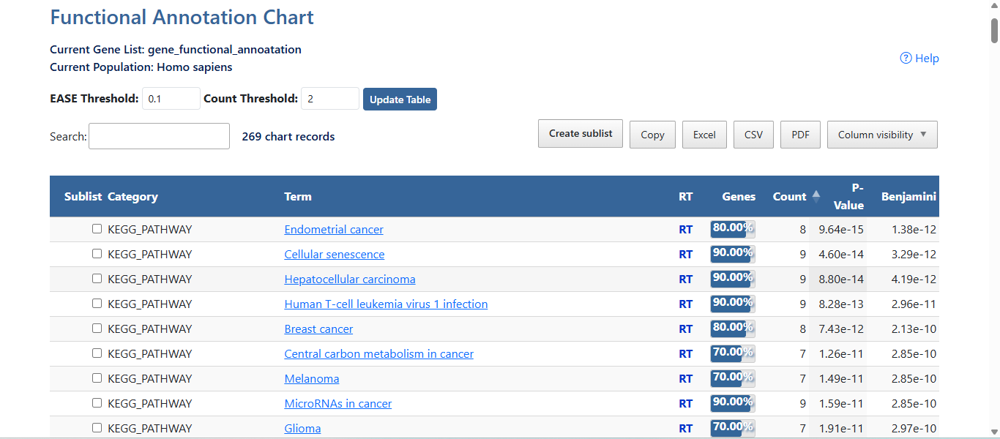 Functional Annotation Chart
Current Gene List: gene_functional_annoatation
Current Population: Homo sapiens
Help
EASE Threshold: 0.1 Count Threshold: 2 Update Table
Search: 269 chart records Create sublist Copy Excel CSV PDF Column visibility
Sublist Category Term RT Genes Count P-Value Benjamini
KEGG_PATHWAY Endometrial cancer RT 80.00% 8 9.64e-15 1.38e-12
KEGG_PATHWAY Cellular senescence RT 90.00% 9 4.60e-14 3.29e-12
KEGG_PATHWAY Hepatocellular carcinoma RT 90.00% 9 8.80e-14 4.19e-12
KEGG_PATHWAY Human T-cell leukemia virus 1 infection RT 90.00% 9 8.28e-13 2.96e-11
KEGG_PATHWAY Breast cancer RT 80.00% 8 7.43e-12 2.13e-10
KEGG_PATHWAY Central carbon metabolism in cancer RT 70.00% 7 1.26e-11 2.85e-10
KEGG_PATHWAY Melanoma RT 70.00% 7 1.49e-11 2.85e-10
KEGG_PATHWAY MicroRNAs in cancer RT 90.00% 9 1.59e-11 2.85e-10
KEGG_PATHWAY Glioma RT 70.00% 7 1.91e-11 2.97e-10